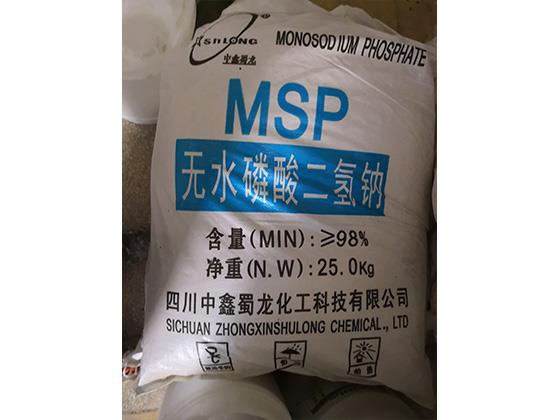 SHLONG
®
中鑫蜀龙
MONOSODIUM PHOSPHATE
MSP
无水磷酸二氢钠
含量(MIN):≥98%
净重(N.W):25.0Kg
四川中鑫蜀龙化工科技有限公司
SICHUAN ZHONGXINSHULONG CHEMICAL., LTD